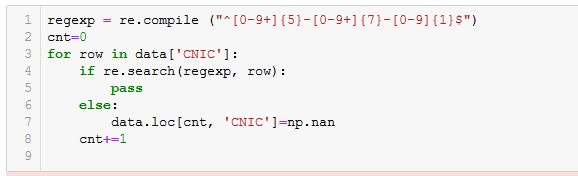 1 regexp = re.compile ("^[0-9+]{5}-[0-9+]{7}-[0-9]{1}$")
2 cnt=0
3 for row in data['CNIC']:
4     if re.search(regexp, row):
5         pass
6     else:
7         data.loc[cnt, 'CNIC']=np.nan
8     cnt+=1
9